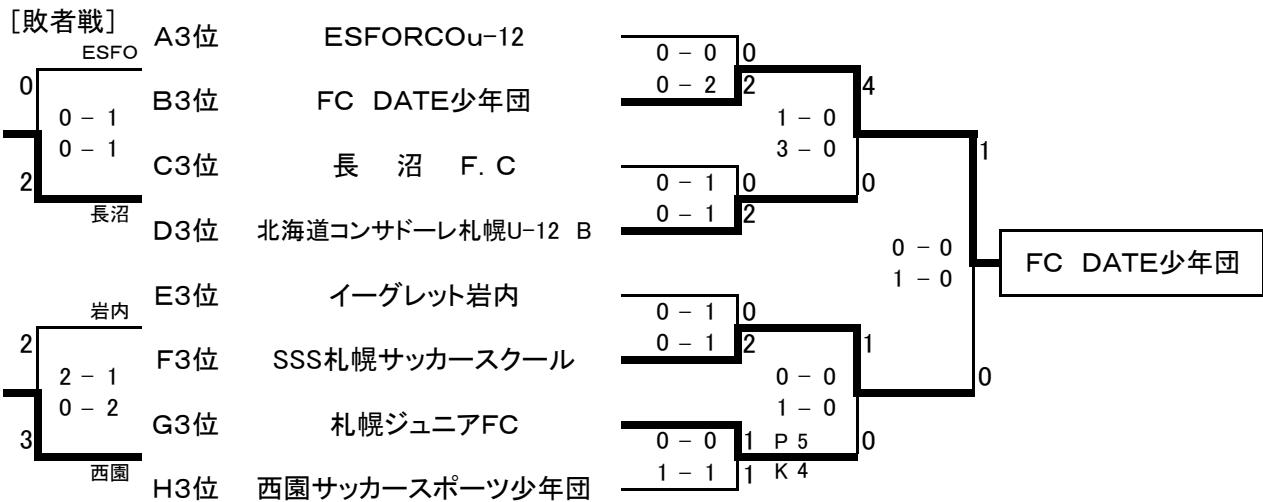 [敗者戦]
A3位 ESFORCOu-12
ESFO
0 - 0 0
0 0 - 2 2
B3位 FC DATE少年団 4
0 - 1 1 - 0
0 - 1 3 - 0 1
C3位 長 沼 F.C
2 0 - 1 0 0
長沼 0 - 1 2
D3位 北海道コンサドーレ札幌U-12 B
0 - 0
FC DATE少年団
1 - 0
E3位 イーグレット岩内
岩内 0 - 1 0
2 0 - 1 2 1
F3位 SSS札幌サッカースクール
2 - 1 0 - 0 0
0 - 2 1 - 0
G3位 札幌ジュニアFC
3 0 - 0 1 P 5 0
西園 1 - 1 1 K 4
H3位 西園サッカースポーツ少年団